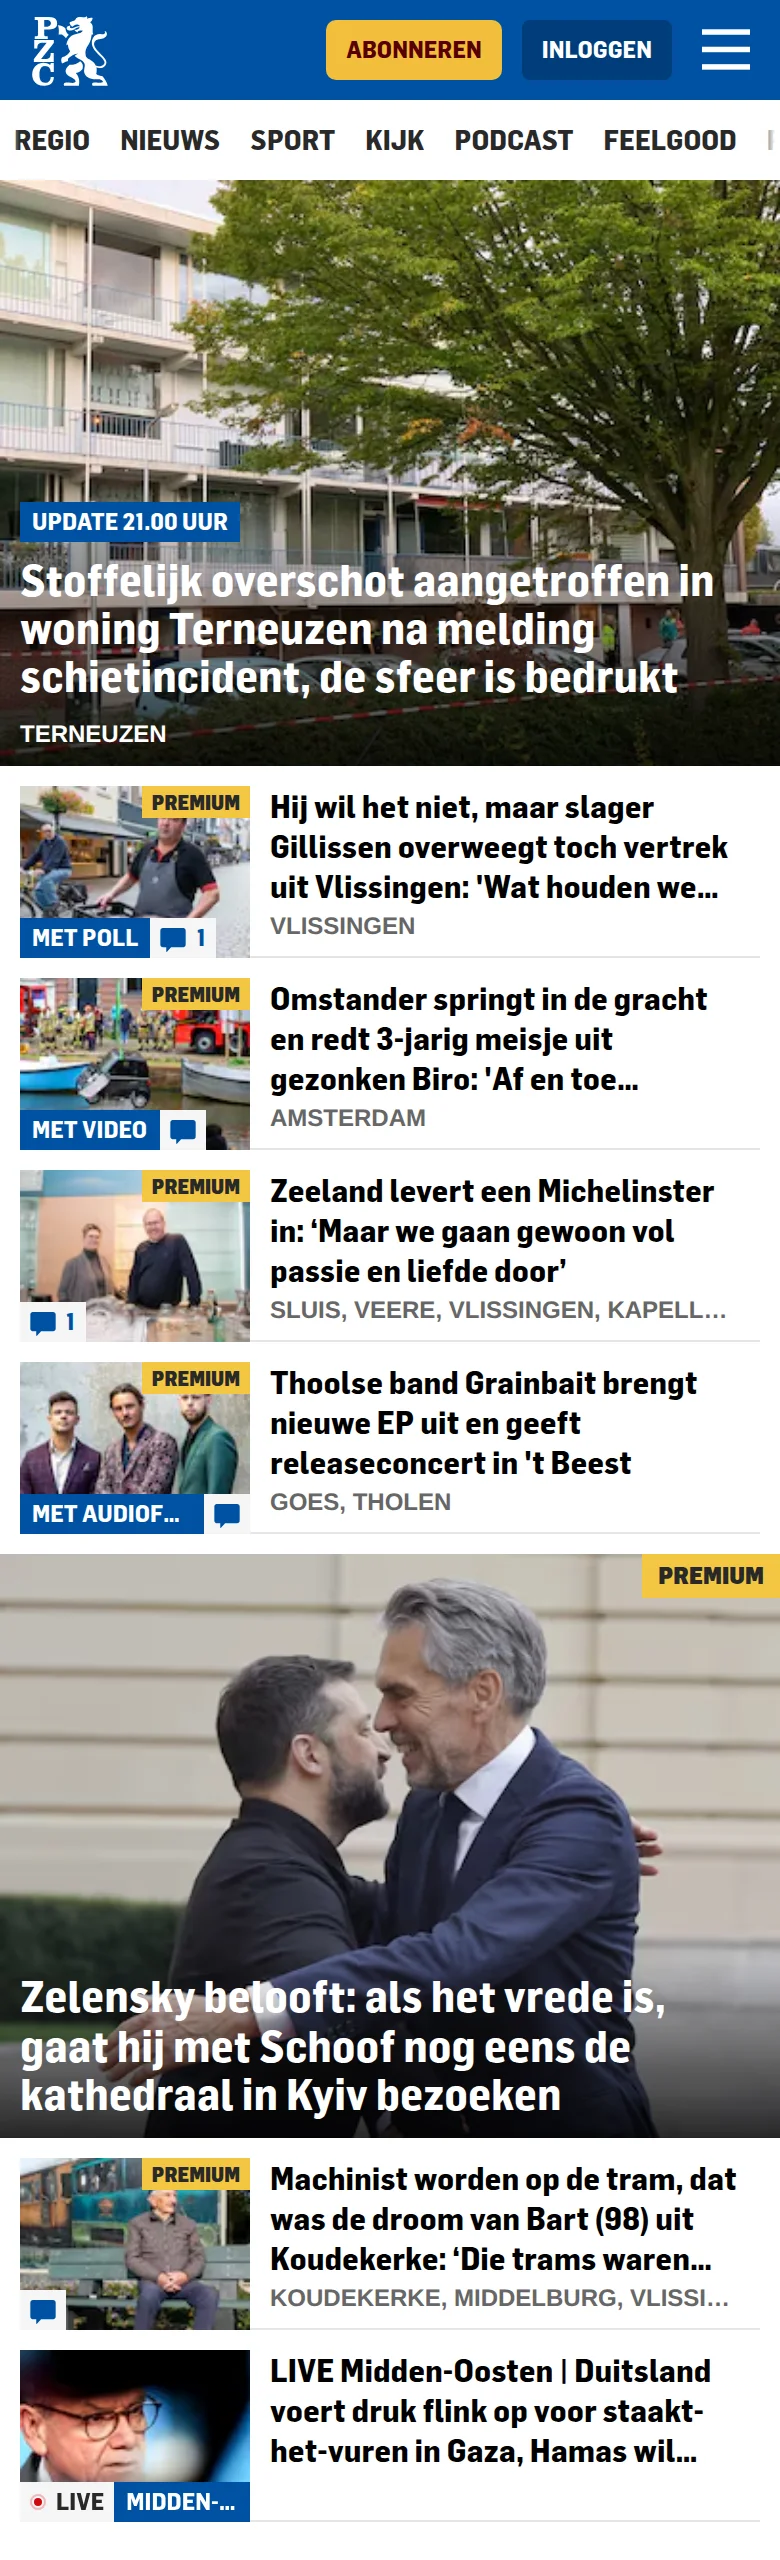 PZC
ABONNEREN
INLOGGEN
REGIO NIEUWS SPORT KIJK PODCAST FEELGOOD
UPDATE 21.00 UUR
Stoffelijk overschot aangetroffen in
woning Terneuzen na melding
schietincident, de sfeer is bedrukt
TERNEUZEN
PREMIUM
MET POLL
1
Hij wil het niet, maar slager
Gillissen overweegt toch vertrek
uit Vlissingen: 'Wat houden we...
VLISSINGEN
PREMIUM
MET VIDEO
Omstander springt in de gracht
en redt 3-jarig meisje uit
gezonken Biro: 'Af en toe...
AMSTERDAM
PREMIUM
1
Zeeland levert een Michelinster
in: ‘Maar we gaan gewoon vol
passie en liefde door’
SLUIS, VEERE, VLISSINGEN, KAPELL...
PREMIUM
MET AUDIOF...
Thoolse band Grainbait brengt
nieuwe EP uit en geeft
releaseconcert in 't Beest
GOES, THOLEN
PREMIUM
Zelensky belooft: als het vrede is,
gaat hij met Schoof nog eens de
kathedraal in Kyiv bezoeken
PREMIUM
Machinist worden op de tram, dat
was de droom van Bart (98) uit
Koudekerke: ‘Die trams waren...
KOUDEKERKE, MIDDELBURG, VLISSI...
LIVE
MIDDEN-...
LIVE Midden-Oosten | Duitsland
voert druk flink op voor staakt-
het-vuren in Gaza, Hamas wil...